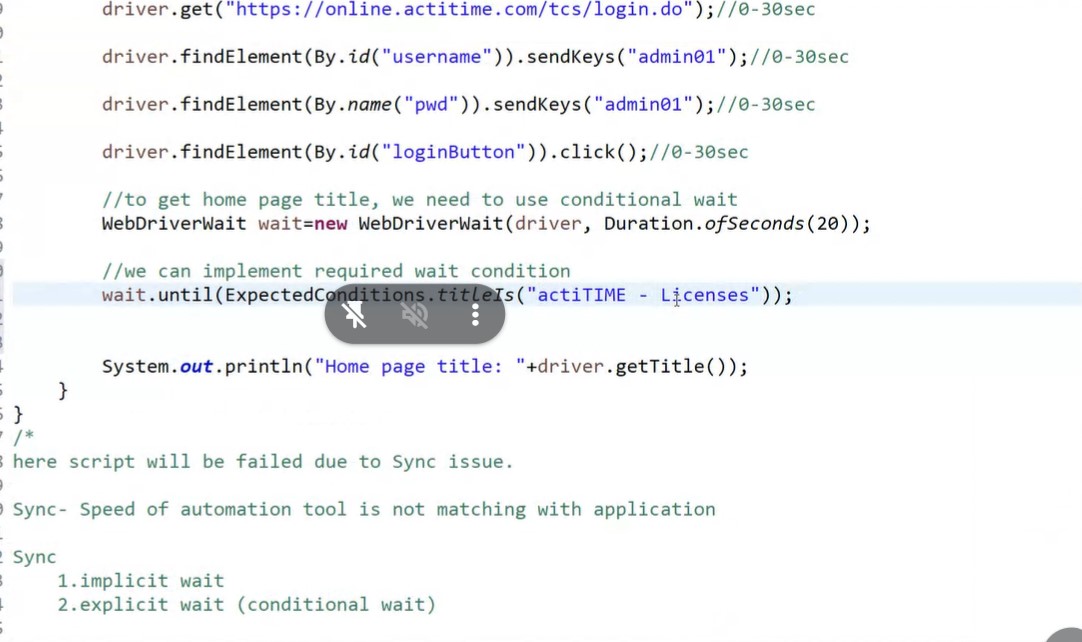 driver.get("https://online.actitime.com/tcs/login.do");//0-30sec
driver.findElement(By.id("username")).sendKeys("admin01");//0-30sec
driver.findElement(By.name("pwd")).sendKeys("admin01");//0-30sec
driver.findElement(By.id("loginButton")).click();//0-30sec
//to get home page title, we need to use conditional wait
WebDriverWait wait=new WebDriverWait(driver, Duration.ofSeconds(20));
//we can implement required wait condition
wait.until(ExpectedConditions.titleIs("actiTIME - Licenses"));
System.out.println("Home page title: "+driver.getTitle());
}
}
/*
here script will be failed due to Sync issue.
Sync- Speed of automation tool is not matching with application
Sync
1.implicit wait
2.explicit wait (conditional wait)